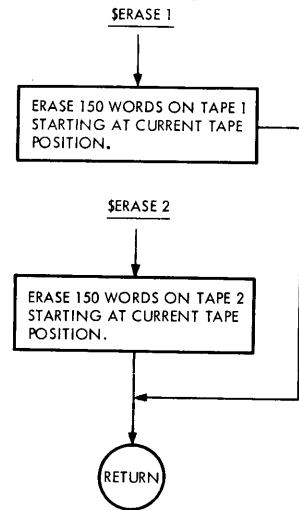 $ERASE 1
ERASE 150 WORDS ON TAPE 1
STARTING AT CURRENT TAPE
POSITION.
$ERASE 2
ERASE 150 WORDS ON TAPE 2
STARTING AT CURRENT TAPE
POSITION.
RETURN